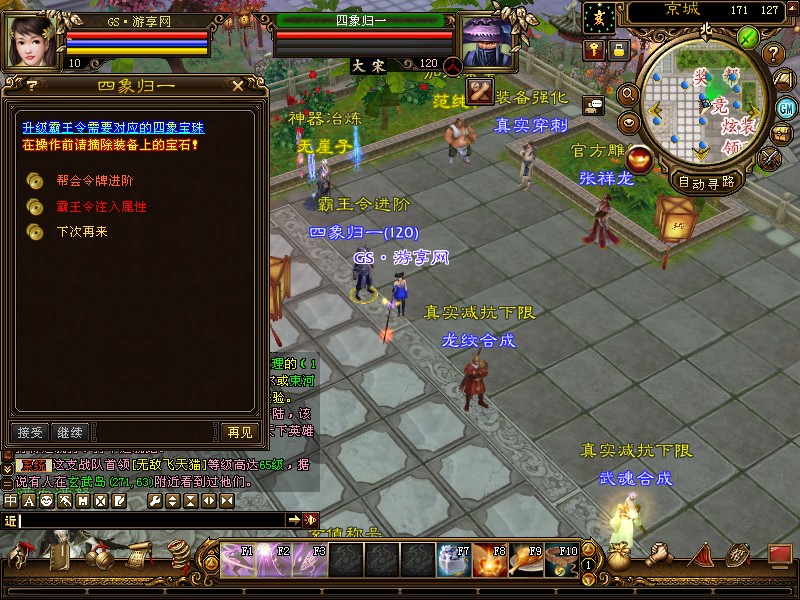 GS·游享网
10
四象归一
大宋
120
京城
171 127
北
GM
自动寻路
四象归一
升级霸王令需要对应的四象宝珠
在操作前请摘除装备上的宝石！
帮会令牌进阶
霸王令注入属性
下次再来
接受
继续
再见
神器冶炼
无崖子
装备强化
真实穿刺
官方雕
张祥龙
霸王令进阶
四象归一(120)
GS·游享网
真实减抗下限
龙纹合成
真实减抗下限
武魂合成
系统 这支战队首领[无敌飞天猫]等级高达65级，据
说有人在玄武岛(271,63)附近看到过他们。
中 A
近
F1 F2 F3 F7 F8 F9 F10
1